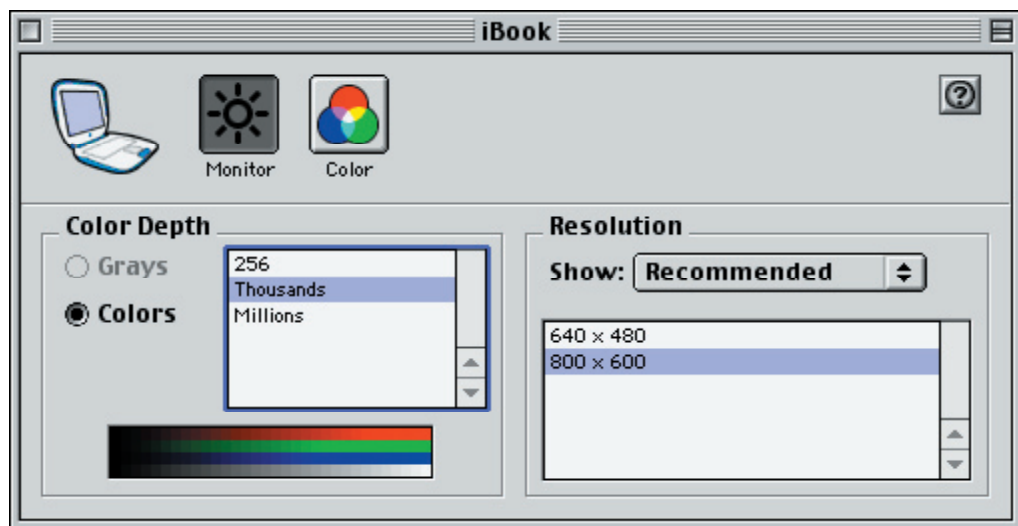 iBook
Monitor
Color
Color Depth
Grays
Colors
256
Thousands
Millions
Resolution
Show: Recommended
640 x 480
800 x 600